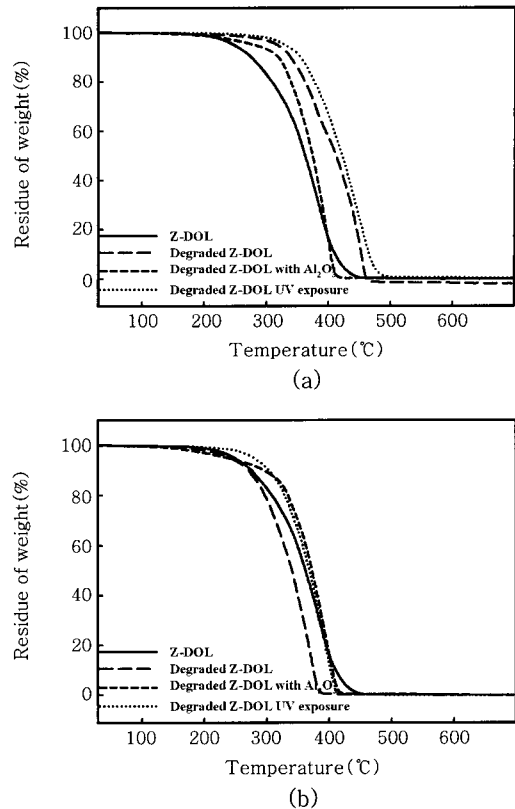 Residue of weight(%)
100
80
60
40
20
0
Z-DOL
Degraded Z-DOL
Degraded Z-DOL with Al₂O
Degraded Z-DOL UV exposure
100 200 300 400 500 600
Temperature(℃)
(a)
Residue of weight(%)
100
80
60
40
20
0
Z-DOL
Degraded Z-DOL
Degraded Z-DOL with
Degraded Z-DOL UV exposure
100 200 300 400 500 600
Temperature(℃)
(b)